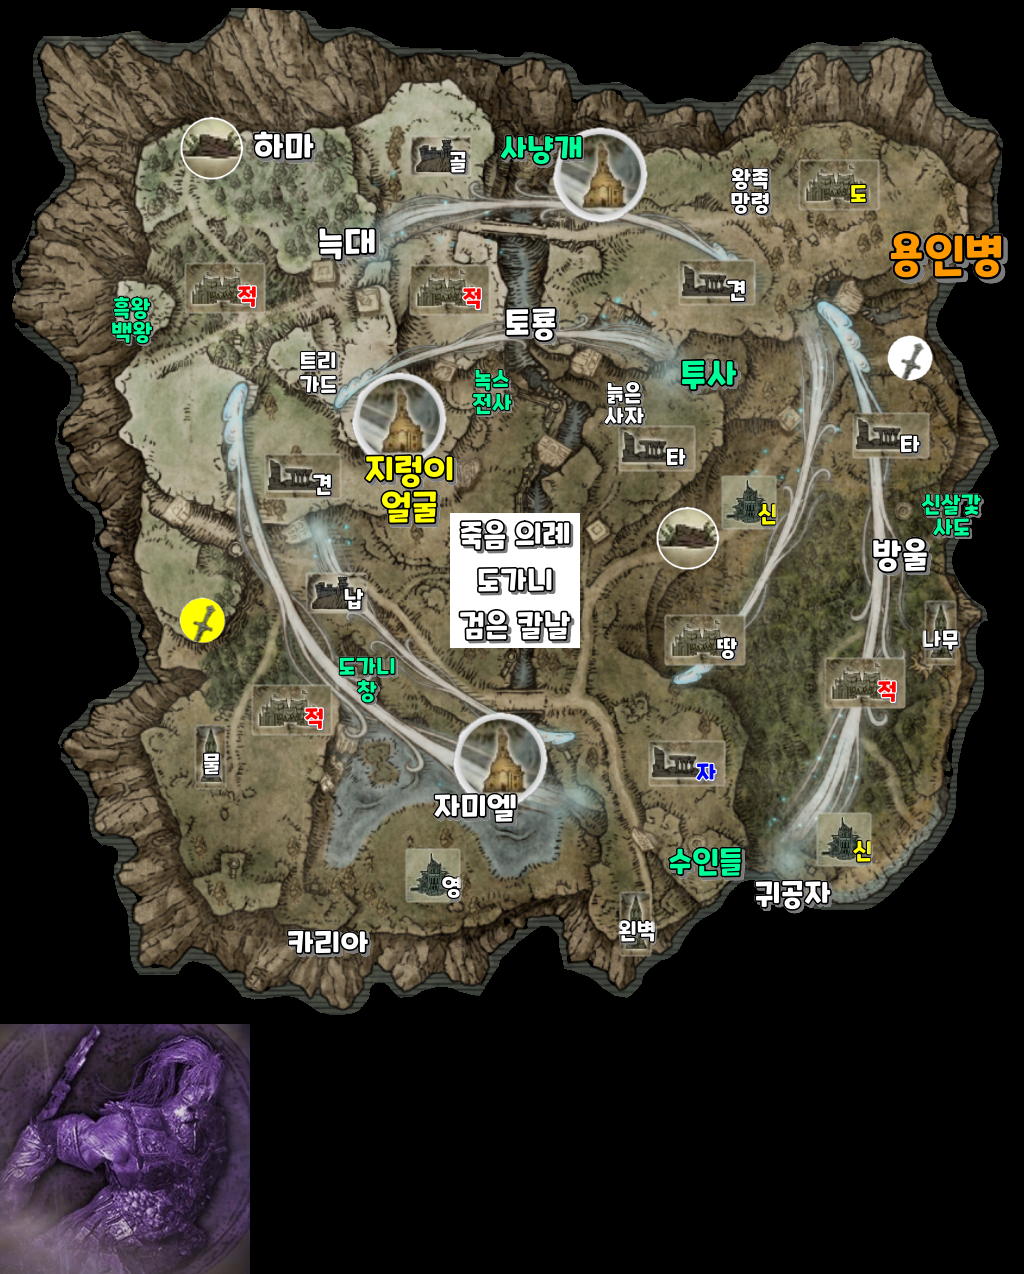 하마
골
사냥개
왕족
망령
도
늑대
용인병
적
적
견
흑왕
백왕
토룡
트리
가드
녹스
전사
투사
늙은
사자
타
타
지렁이
얼굴
견
신
신살갗
사도
죽음 의례
도가니
검은 칼날
방울
납
땅
나무
도가니
창
적
적
물
자
자미엘
신
수인들
영
귀공자
왼벽
카리아